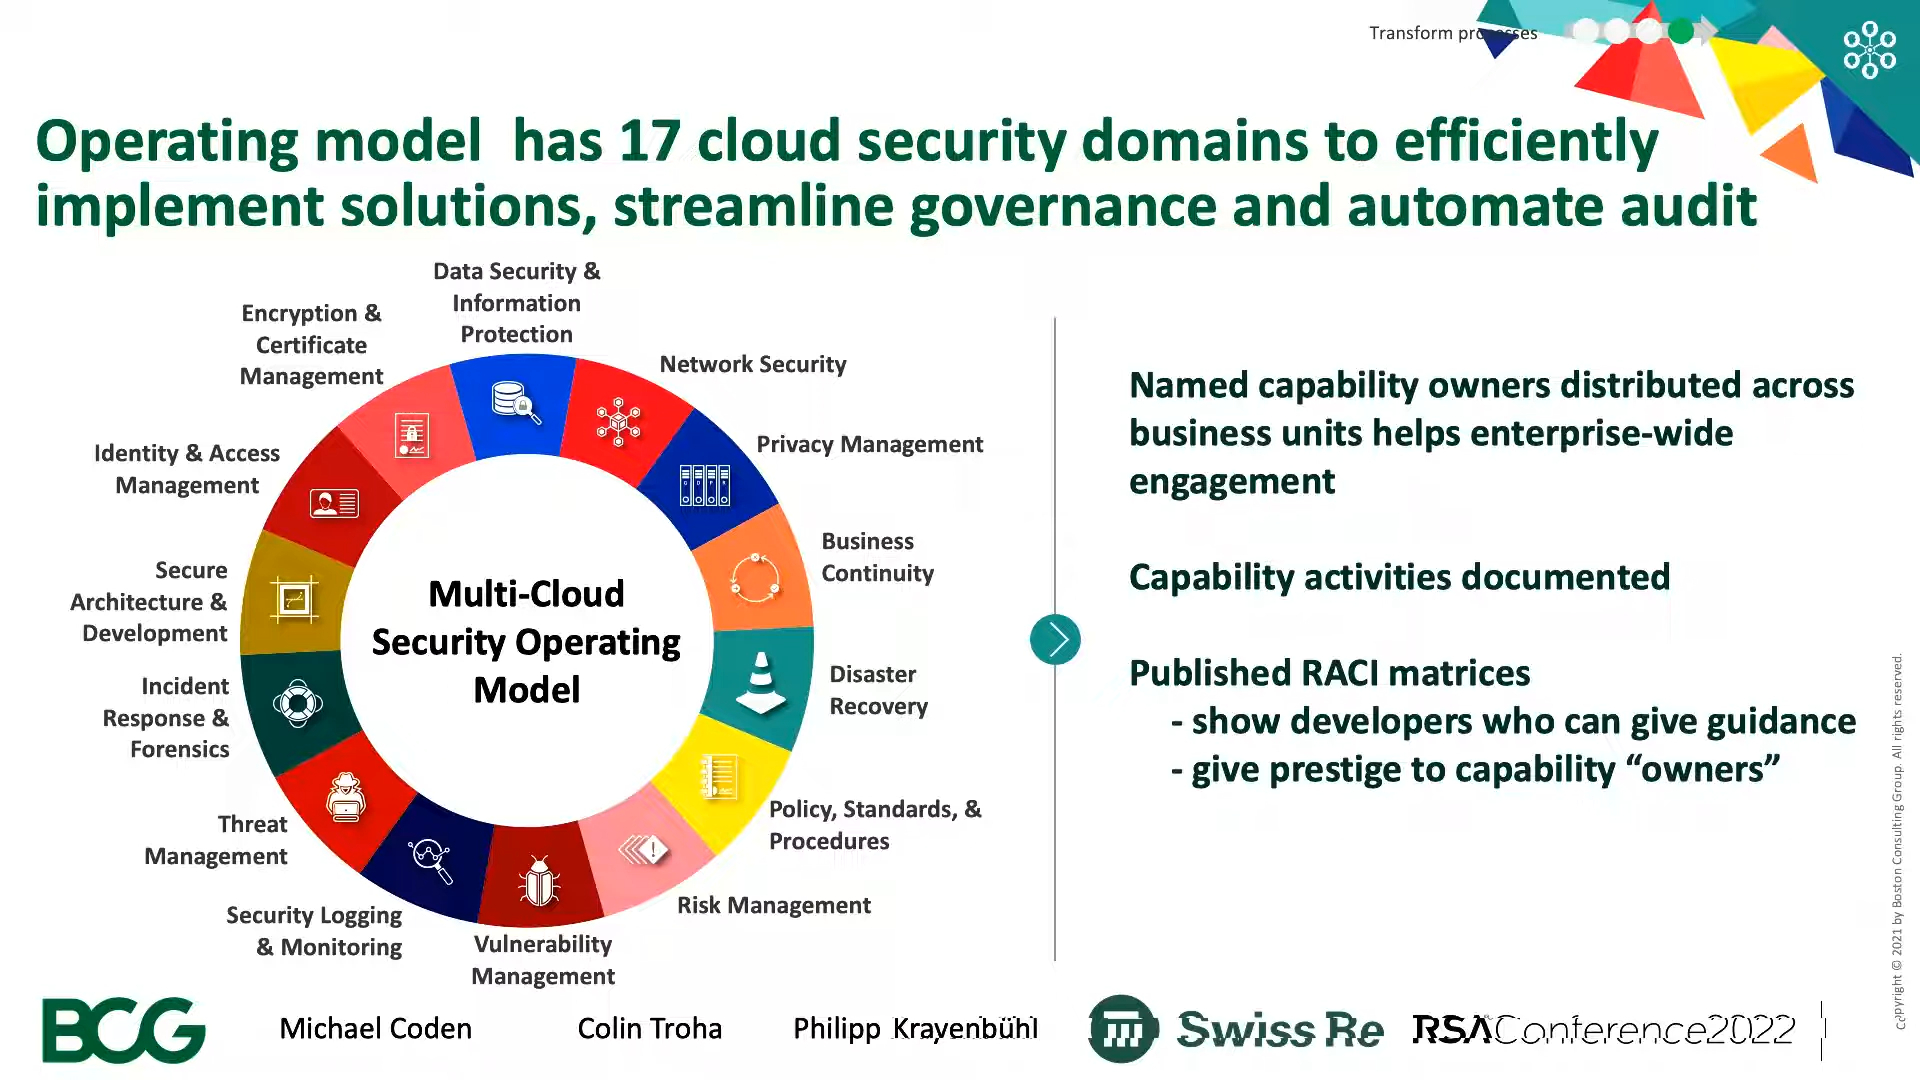 Transform processes
Operating model  has 17 cloud security domains to efficiently
implement solutions, streamline governance and automate audit
Data Security &
Information
Protection
Encryption &
Certificate
Management
Network Security
Privacy Management
Identity & Access
Management
Business
Continuity
Secure
Architecture &
Development
Multi-Cloud
Security Operating
Model
Disaster
Recovery
Incident
Response &
Forensics
Policy, Standards, &
Procedures
Threat
Management
Risk Management
Security Logging
& Monitoring
Vulnerability
Management
Named capability owners distributed across
business units helps enterprise-wide
engagement
Capability activities documented
Published RACI matrices
- show developers who can give guidance
- give prestige to capability “owners”
Copyright © 2021 by Boston Consulting Group. All rights reserved.
BCG
Michael Coden
Colin Troha
Philipp Krayenbühl
Swiss Re
RSAConference2022